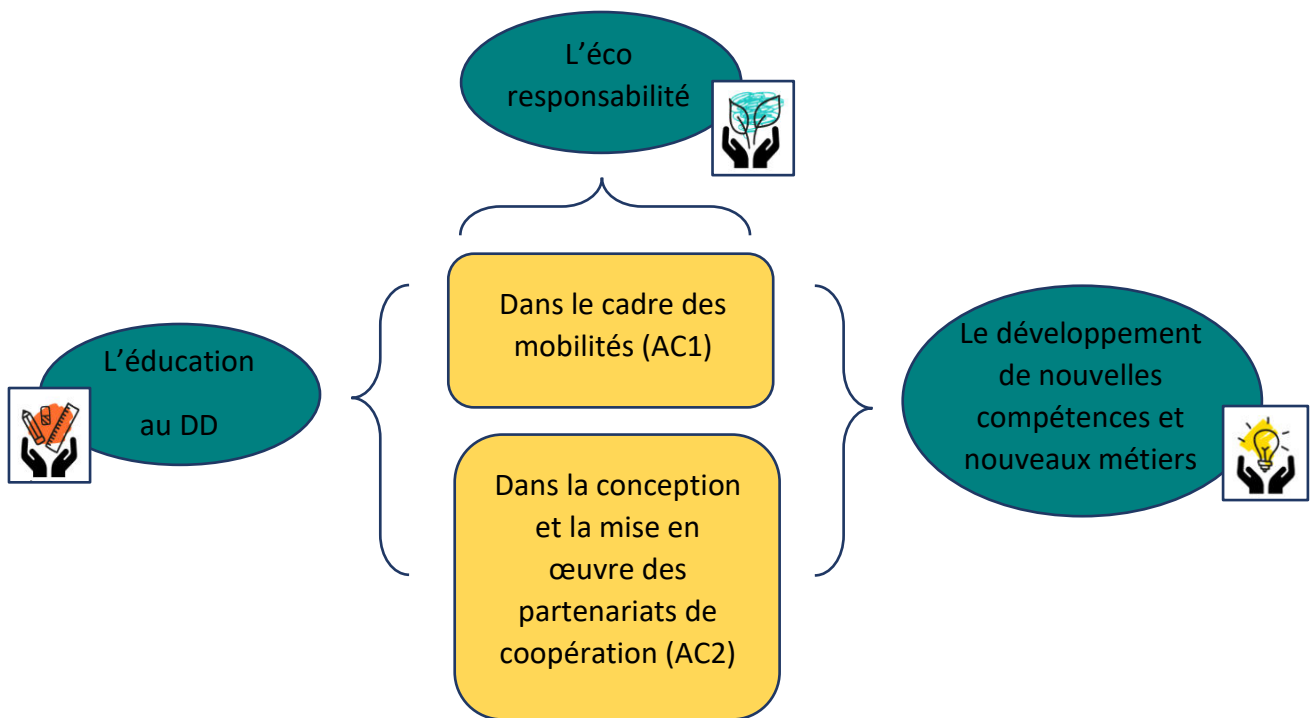 L’éco
responsabilité
Dans le cadre des
mobilités (AC1)
L’éducation
au DD
Le développement
de nouvelles
compétences et
nouveaux métiers
Dans la conception
et la mise en
œuvre des
partenariats de
coopération (AC2)